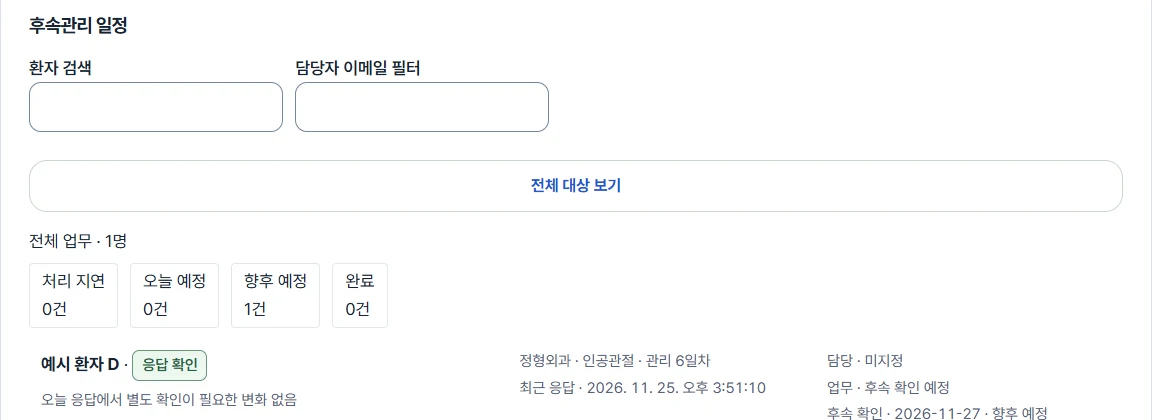 후속관리 일정
환자 검색
담당자 이메일 필터
전체 대상 보기
전체 업무 · 1명
처리 지연
0건
오늘 예정
0건
향후 예정
1건
완료
0건
예시 환자 D · 응답 확인
오늘 응답에서 별도 확인이 필요한 변화 없음
정형외과 · 인공관절 · 관리 6일차
최근 응답 · 2026. 11. 25. 오후 3:51:10
담당 · 미지정
업무 · 후속 확인 예정
후속 확인 · 2026-11-27 · 향후 예정